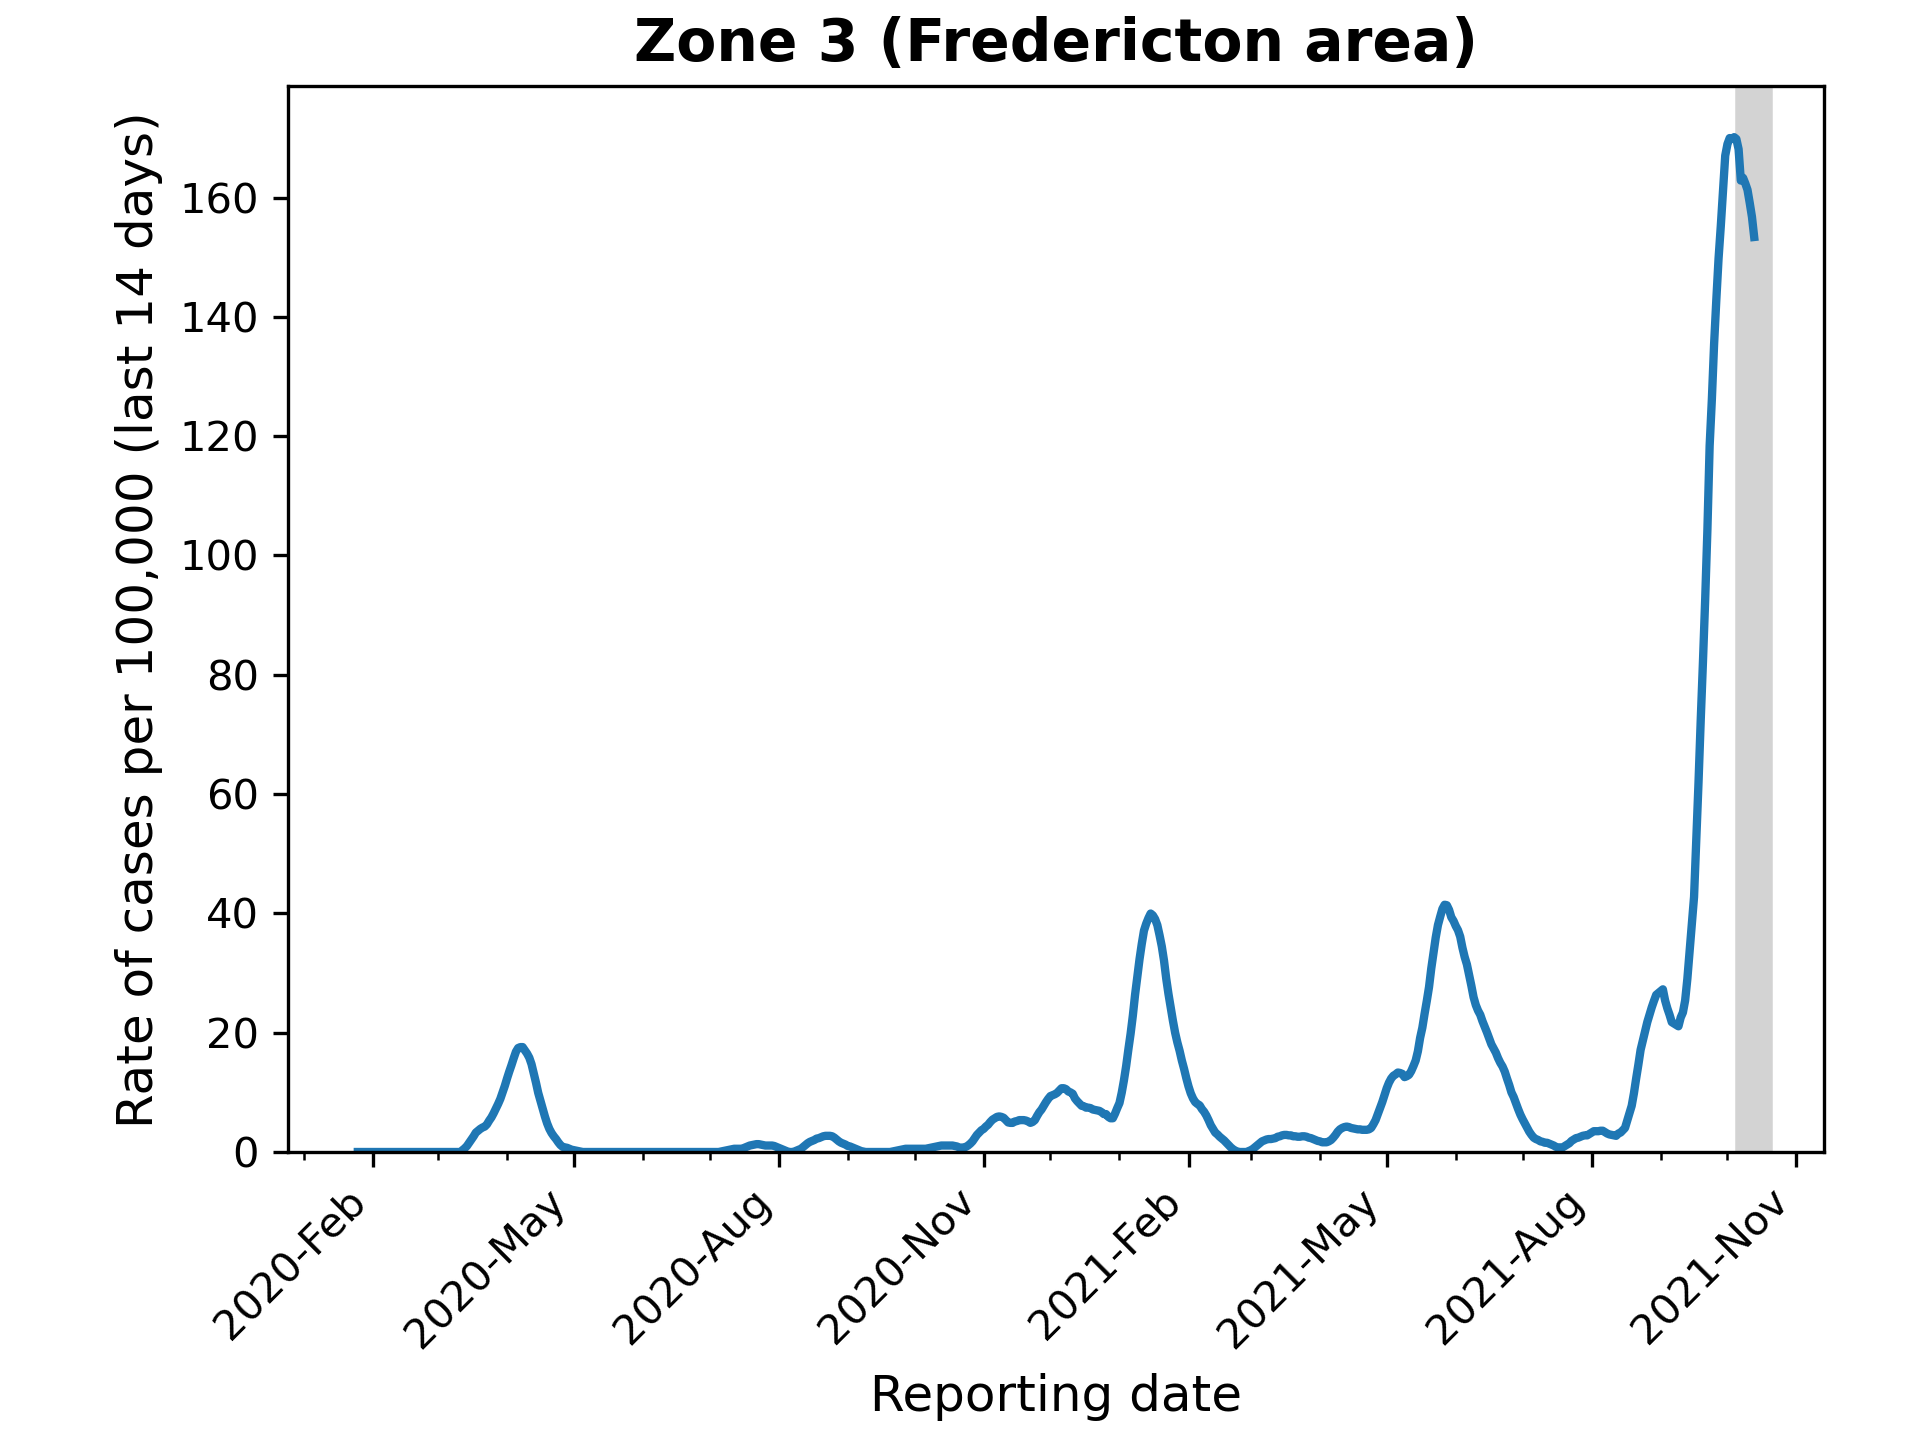 Zone 3 (Fredericton area)
Rate of cases per 100,000 (last 14 days)
160
140
120
100
80
60
40
20
0
2020-Feb
2020-May
2020-Aug
2020-Nov
2021-Feb
2021-May
2021-Aug
2021-Nov
Reporting date